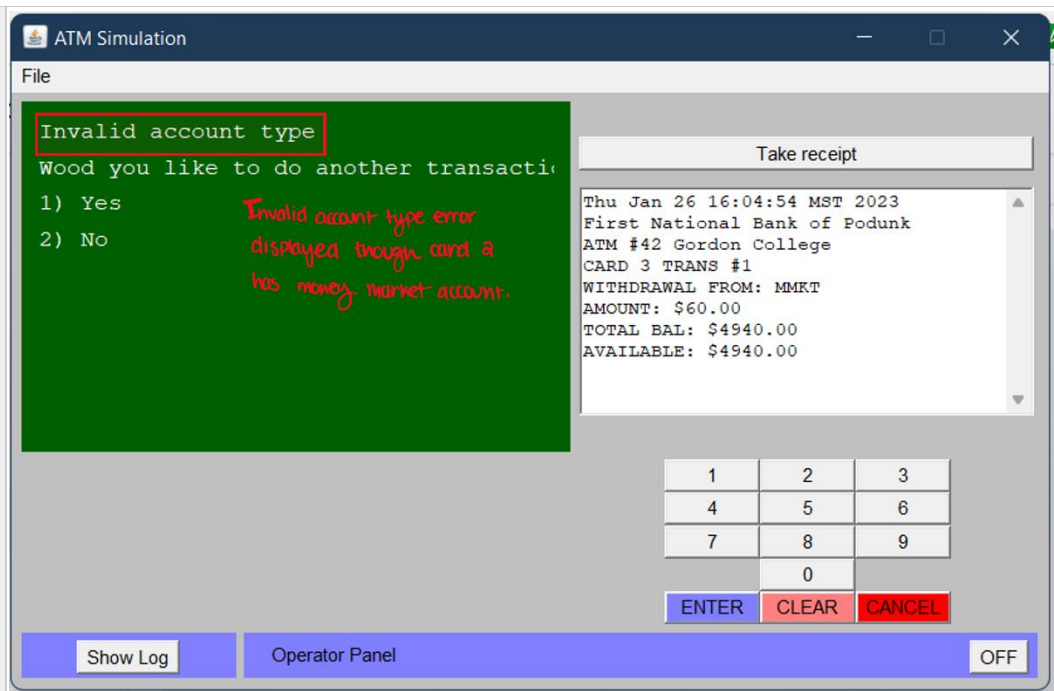 ATM Simulation
File
Invalid account type
Wood you like to do another transacti
1) Yes
2) No
Invalid account type error
displayed though card 2
has money market account.
Take receipt
Thu Jan 26 16:04:54 MST 2023
First National Bank of Podunk
ATM #42 Gordon College
CARD 3 TRANS #1
WITHDRAWAL FROM: MMKT
AMOUNT: $60.00
TOTAL BAL: $4940.00
AVAILABLE: $4940.00
1 2 3
4 5 6
7 8 9
0
ENTER CLEAR CANCEL
Show Log Operator Panel OFF